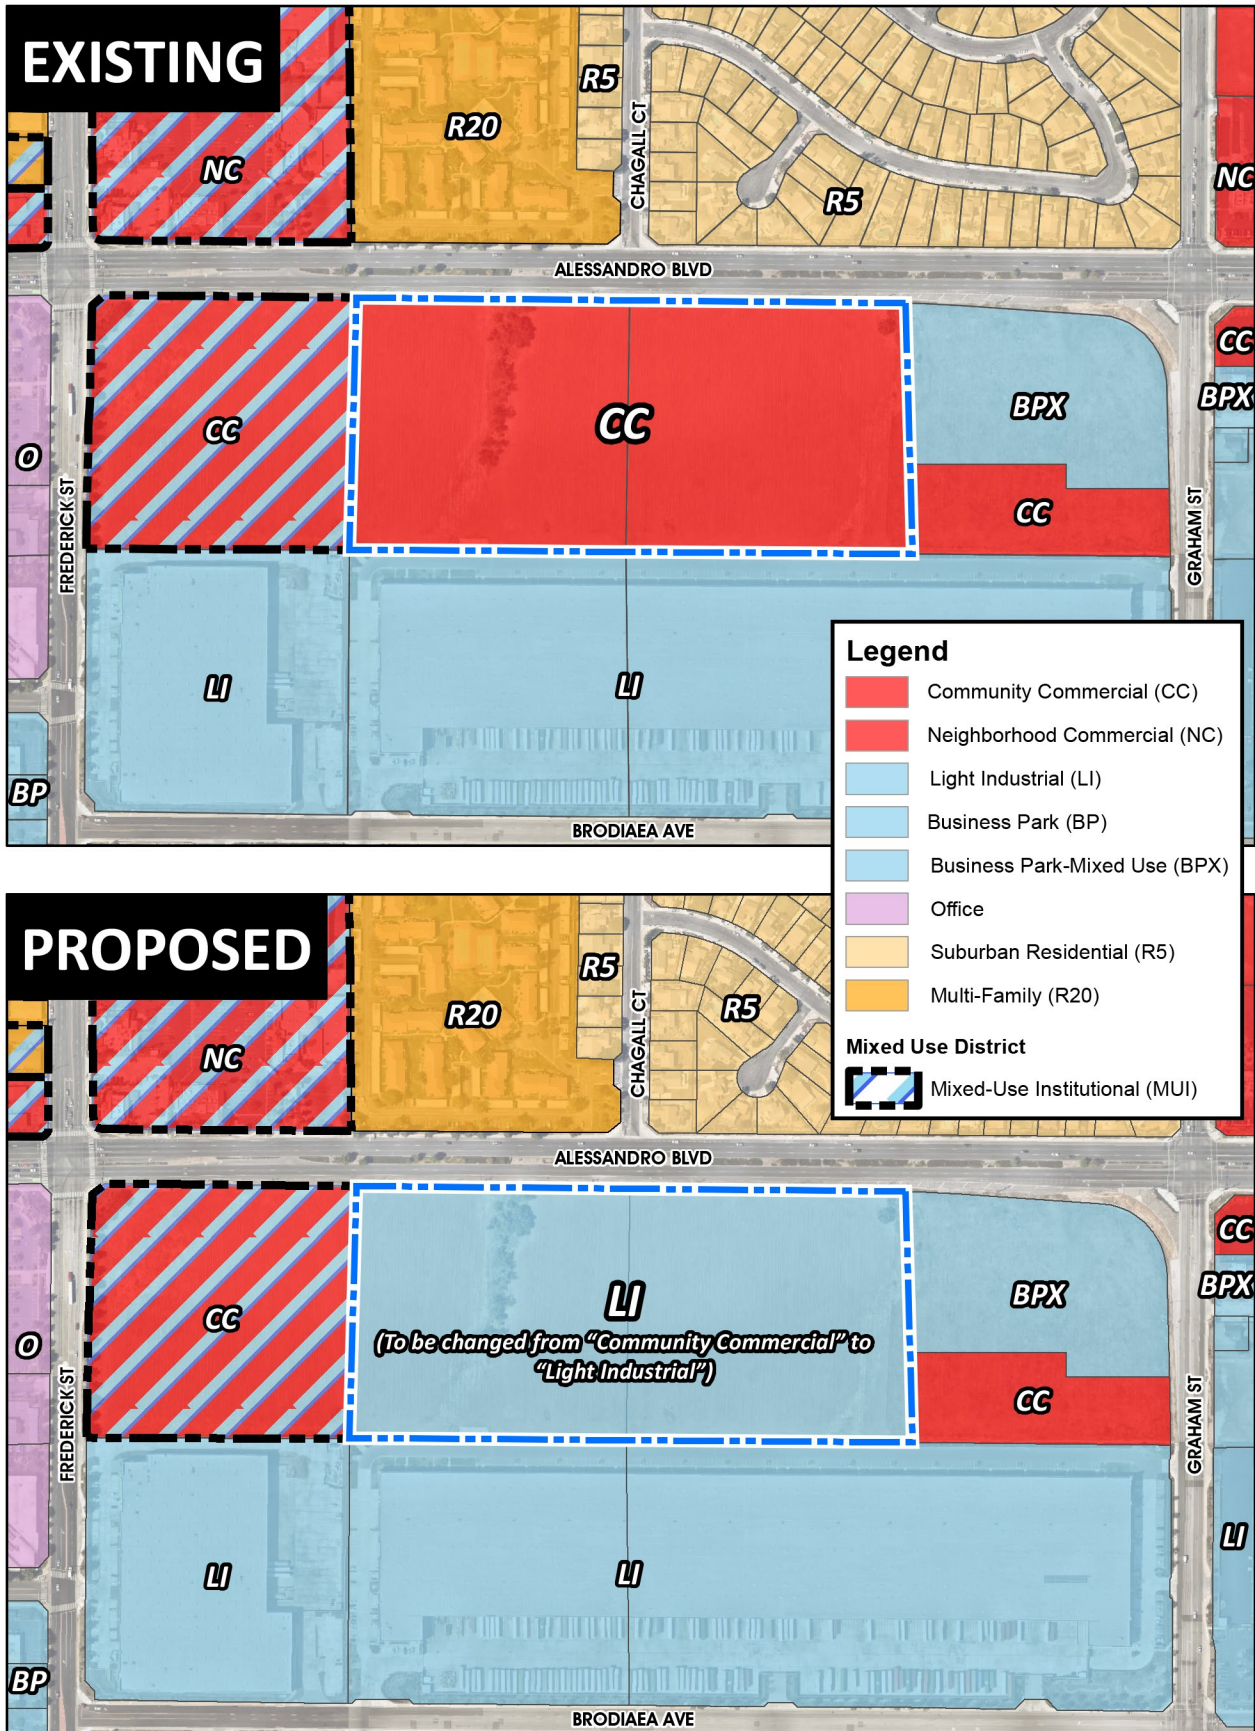 EXISTING
NC
R20
R5
CHAGALL CT
R5
NC
ALESSANDRO BLVD
CC
CC
BPX
CC
BPX
O
CC
FREDERICK ST
GRAHAM ST
LI
LI
BP
BRODIAEA AVE
Legend
Community Commercial (CC)
Neighborhood Commercial (NC)
Light Industrial (LI)
Business Park (BP)
Business Park-Mixed Use (BPX)
Office
Suburban Residential (R5)
Multi-Family (R20)
Mixed Use District
Mixed-Use Institutional (MUI)
PROPOSED
NC
R20
R5
CHAGALL CT
R5
ALESSANDRO BLVD
CC
LI
(To be changed from “Community Commercial” to
“Light Industrial”)
BPX
CC
BPX
O
CC
FREDERICK ST
GRAHAM ST
LI
LI
LI
BP
BRODIAEA AVE